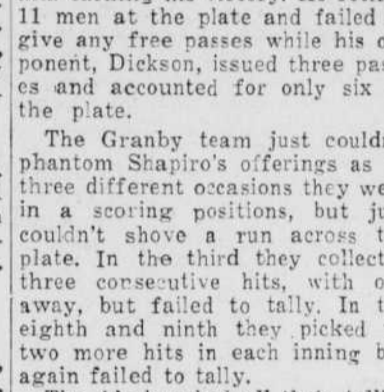 11 men at the plate and failed
give any free passes while his o
ponent, Dickson, issued three pas
es and accounted for only six
the plate.
The Granby team just couldn
phantom Shapiro's offerings as
three different occasions they we
in a scoring positions, but ju
couldn't shove a run across t
plate. In the third they collect
three consecutive hits, with o
away, but failed to tally. In t
eighth and ninth they picked
two more hits in each inning b
again failed to tally.